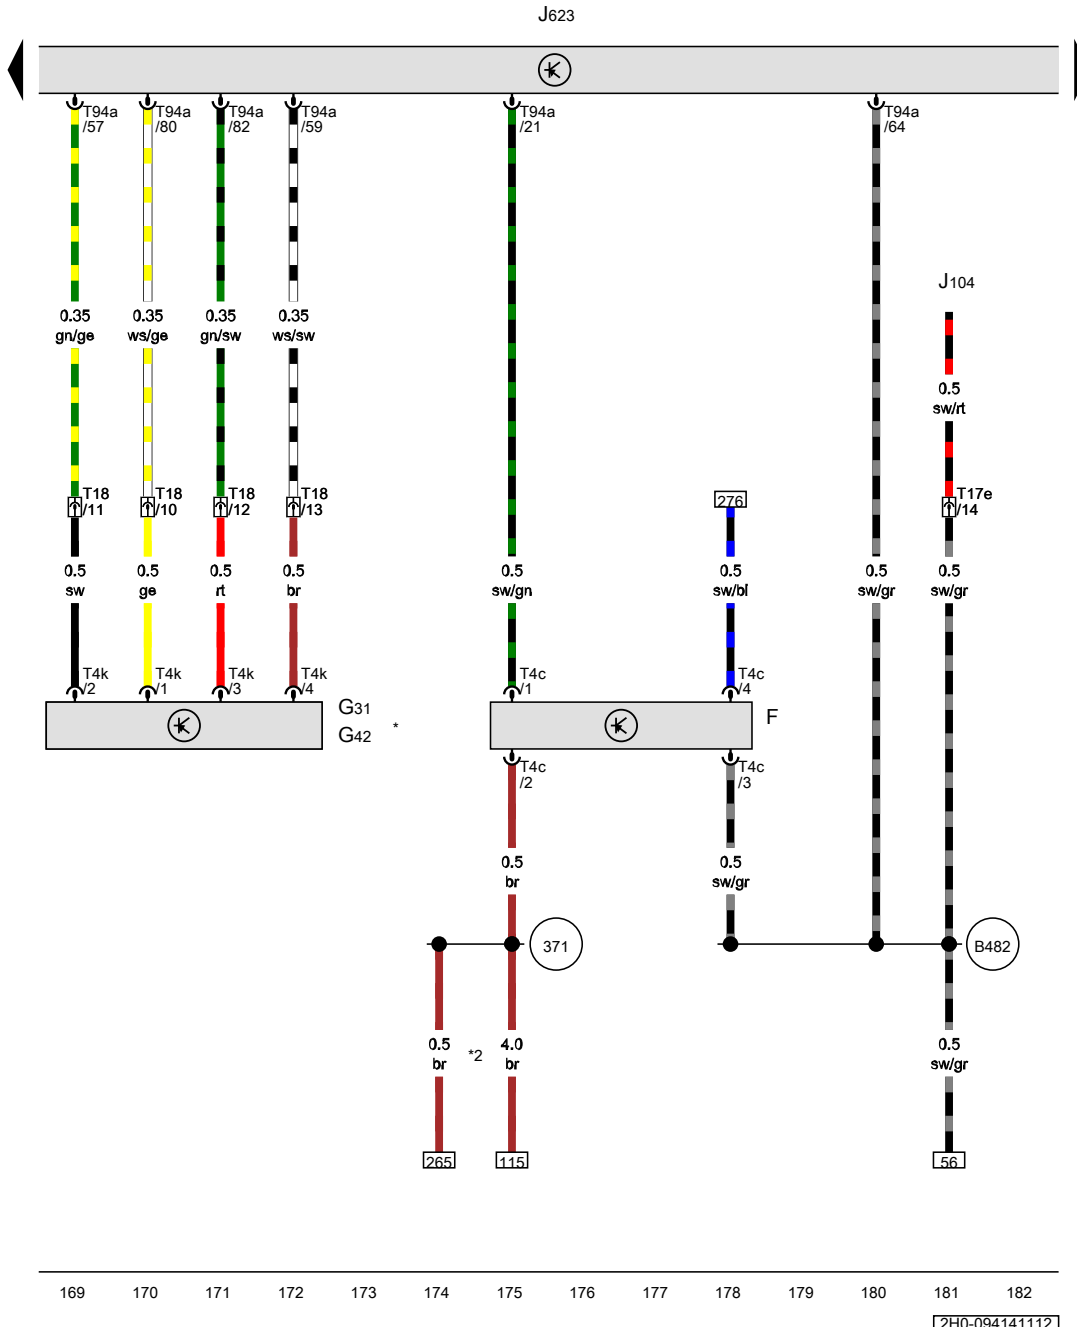 J623
T94a /57
T94a /80
T94a /82
T94a /59
T94a /21
T94a /64
J104
0.35 gn/ge
0.35 ws/ge
0.35 gn/sw
0.35 ws/sw
0.5 sw/rt
T18 /11
T18 /10
T18 /12
T18 /13
276
T17e /14
0.5 sw
0.5 ge
0.5 rt
0.5 br
0.5 sw/gn
0.5 sw/bl
0.5 sw/gr
0.5 sw/gr
T4k /2
T4k /1
T4k /3
T4k /4
T4c /1
T4c /4
G31
G42 *
F
T4c /2
T4c /3
0.5 br
0.5 sw/gr
371
B482
0.5 br
*2
4.0 br
0.5 sw/gr
265
115
56
169 170 171 172 173 174 175 176 177 178 179 180 181 182
2H0-094141112